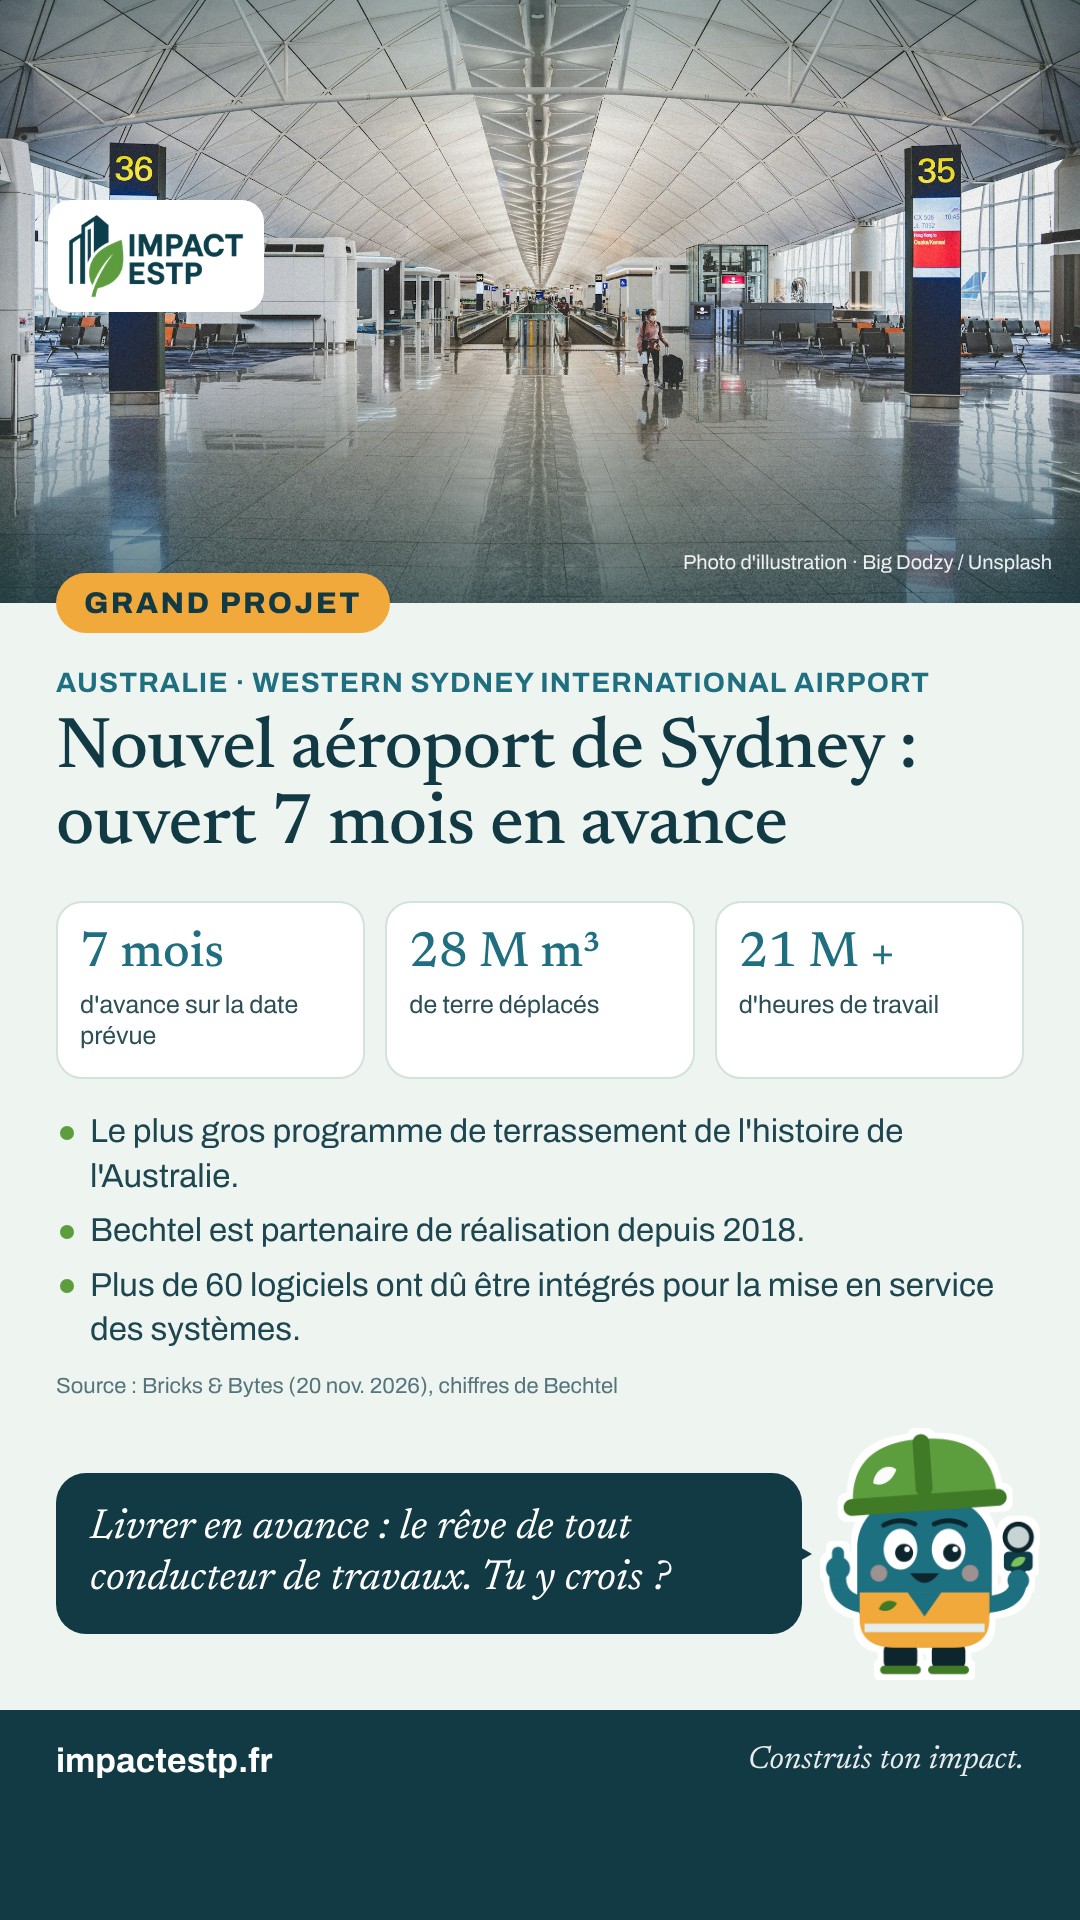 36
35
IMPACT
ESTP
Photo d'illustration · Big Dodzy / Unsplash
GRAND PROJET
AUSTRALIE · WESTERN SYDNEY INTERNATIONAL AIRPORT
Nouvel aéroport de Sydney :
ouvert 7 mois en avance
7 mois
d'avance sur la date
prévue
28 M m³
de terre déplacés
21 M +
d'heures de travail
Le plus gros programme de terrassement de l'histoire de
l'Australie.
Bechtel est partenaire de réalisation depuis 2018.
Plus de 60 logiciels ont dû être intégrés pour la mise en service
des systèmes.
Source : Bricks & Bytes (20 nov. 2026), chiffres de Bechtel
Livrer en avance : le rêve de tout
conducteur de travaux. Tu y crois ?
impactestp.fr
Construis ton impact.